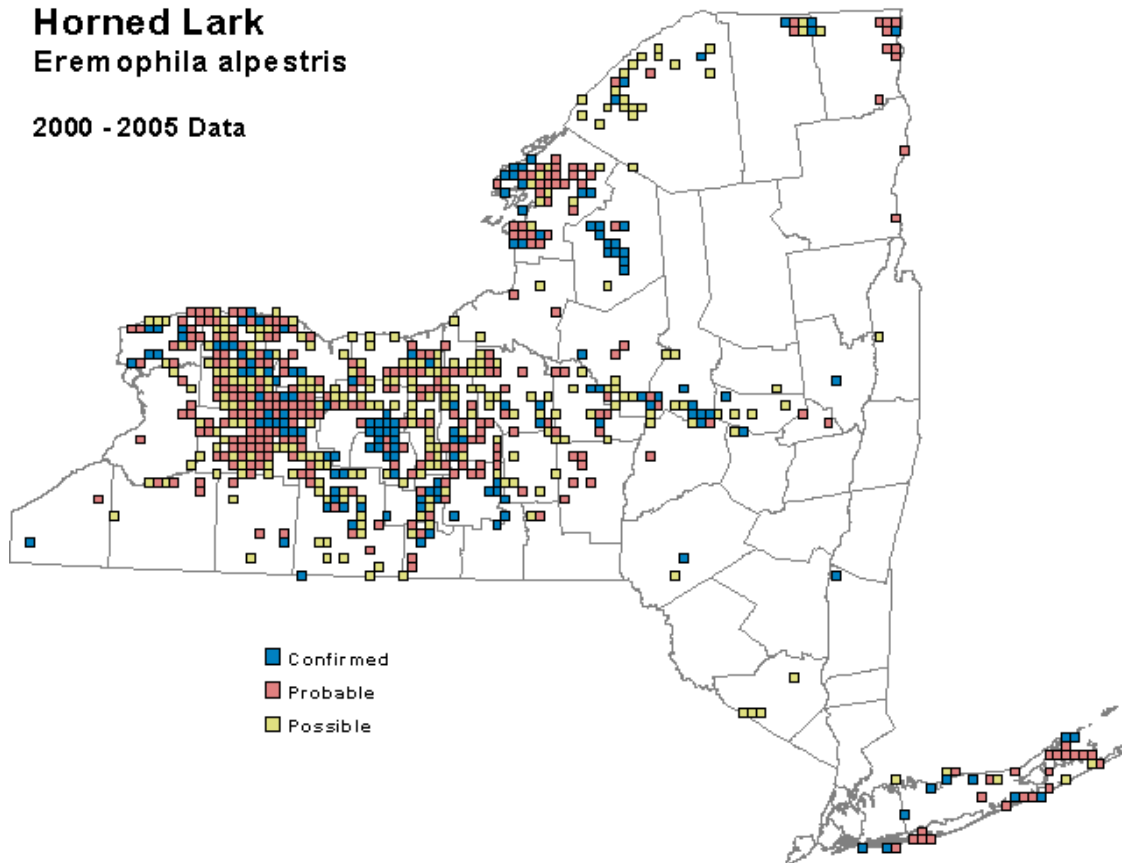 Horned Lark
Eremophila alpestris
2000 - 2005 Data
Confirmed
Probable
Possible